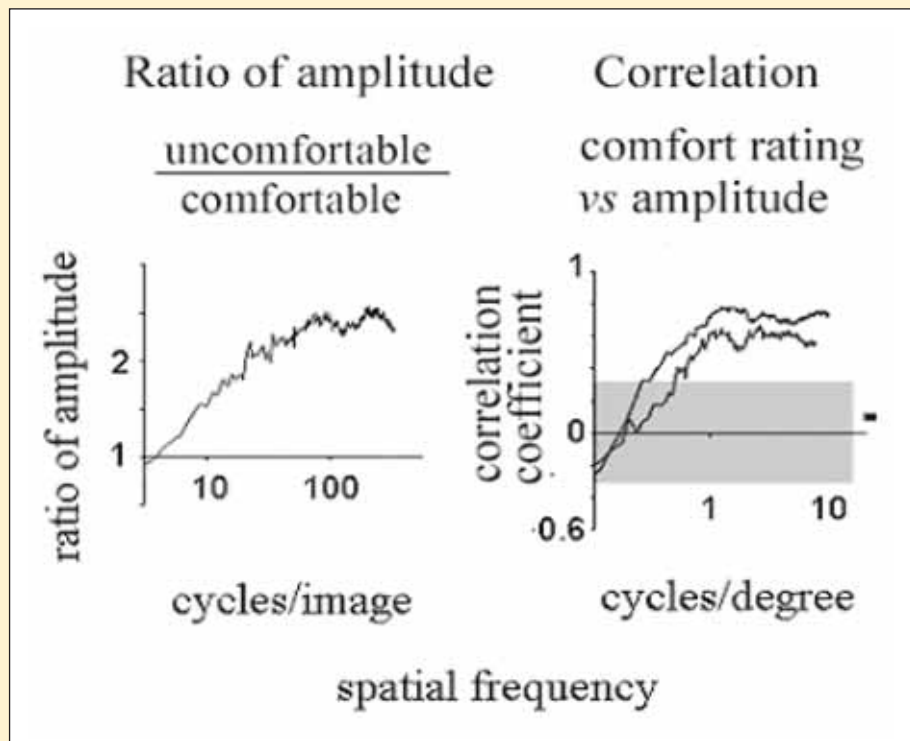 Ratio of amplitude
uncomfortable
comfortable
ratio of amplitude
2
1
10
100
cycles/image
Correlation
comfort rating
vs amplitude
correlation
coefficient
1
0
-0.6
1
10
cycles/degree
spatial frequency